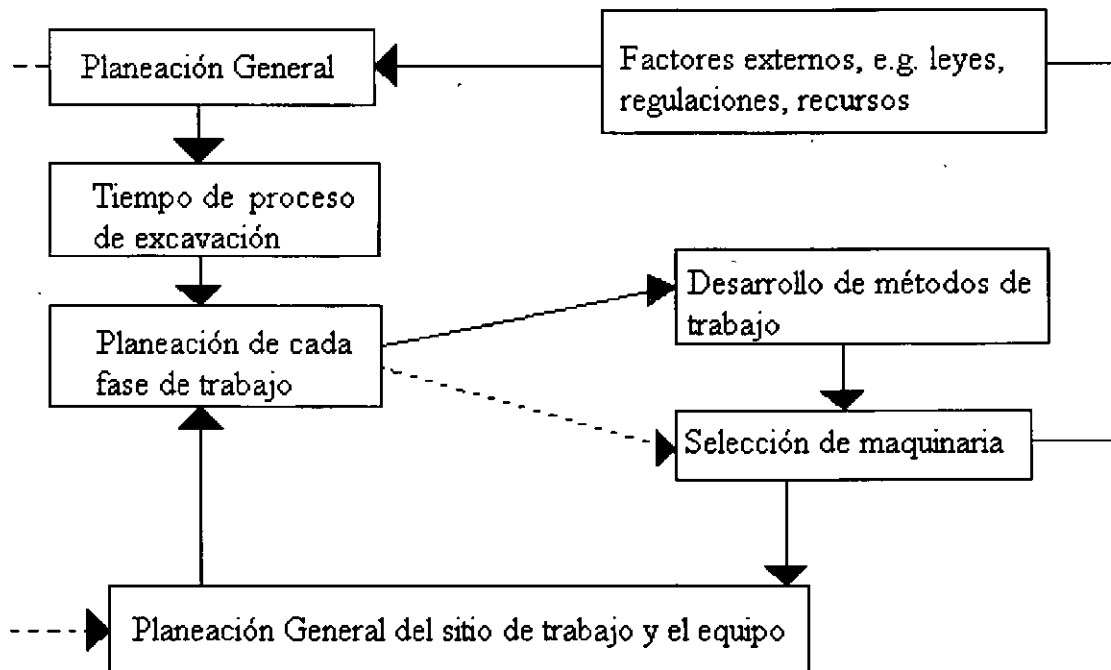 Planeación General
Factores externos, e.g. leyes,
regulaciones, recursos
Tiempo de proceso
de excavación
Desarrollo de métodos de
trabajo
Planeación de cada
fase de trabajo
Selección de maquinaria
Planeación General del sitio de trabajo y el equipo